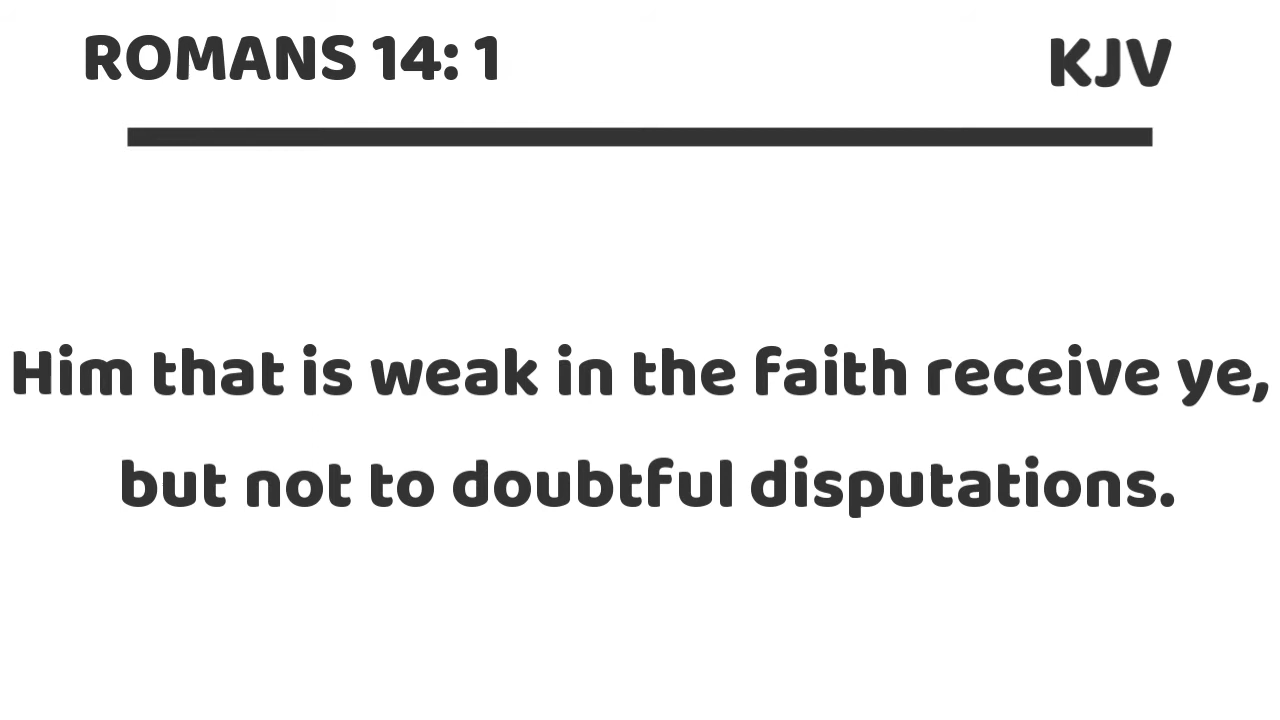 ROMANS 14: 1 KJV
Him that is weak in the faith receive ye,
but not to doubtful disputations.